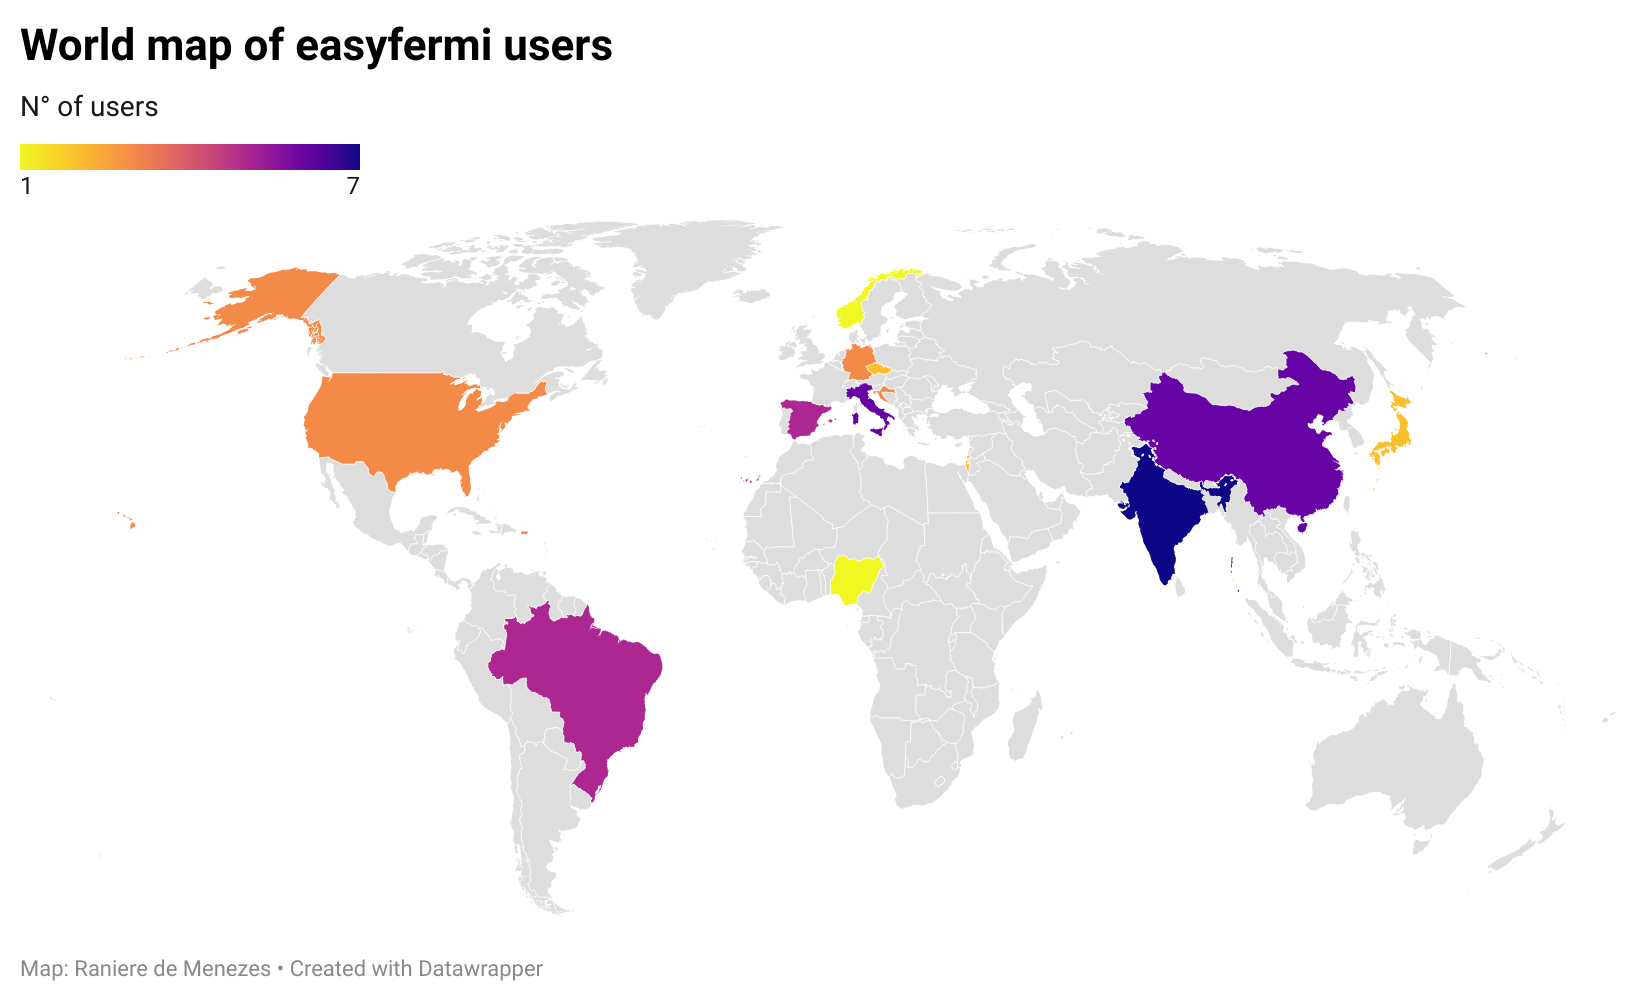 World map of easyfermi users
N° of users
1 7
Map: Raniere de Menezes • Created with Datawrapper